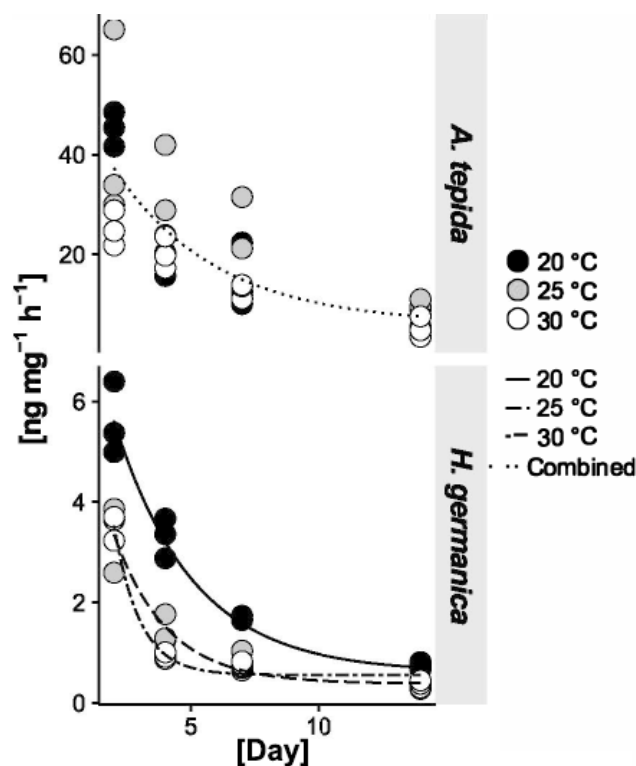 [ng mg⁻¹ h⁻¹]
60
40
20
A. tepida
6
4
2
0
H. germanica
5
10
[Day]
20 °C
25 °C
30 °C
20 °C
25 °C
30 °C
Combined